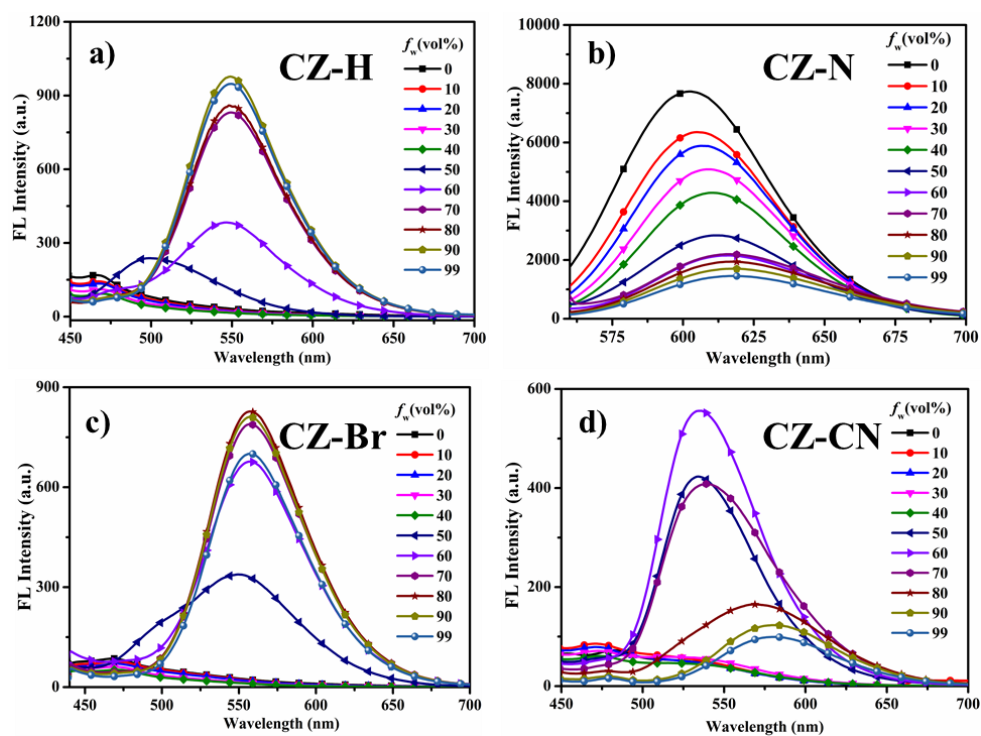 a)
CZ-H
fw(vol%)
0
10
20
30
40
50
60
70
80
90
99
1200
900
600
300
0
FL Intensity (a.u.)
450 500 550 600 650 700
Wavelength (nm)
b)
CZ-N
fw(vol%)
0
10
20
30
40
50
60
70
80
90
99
10000
8000
6000
4000
2000
0
FL Intensity (a.u.)
575 600 625 650 675 700
Wavelength (nm)
c)
CZ-Br
fw(vol%)
0
10
20
30
40
50
60
70
80
90
99
900
600
300
0
FL Intensity (a.u.)
450 500 550 600 650 700
Wavelength (nm)
d)
CZ-CN
fw(vol%)
0
10
20
30
40
50
60
70
80
90
99
600
400
200
0
FL Intensity (a.u.)
450 500 550 600 650 700
Wavelength (nm)